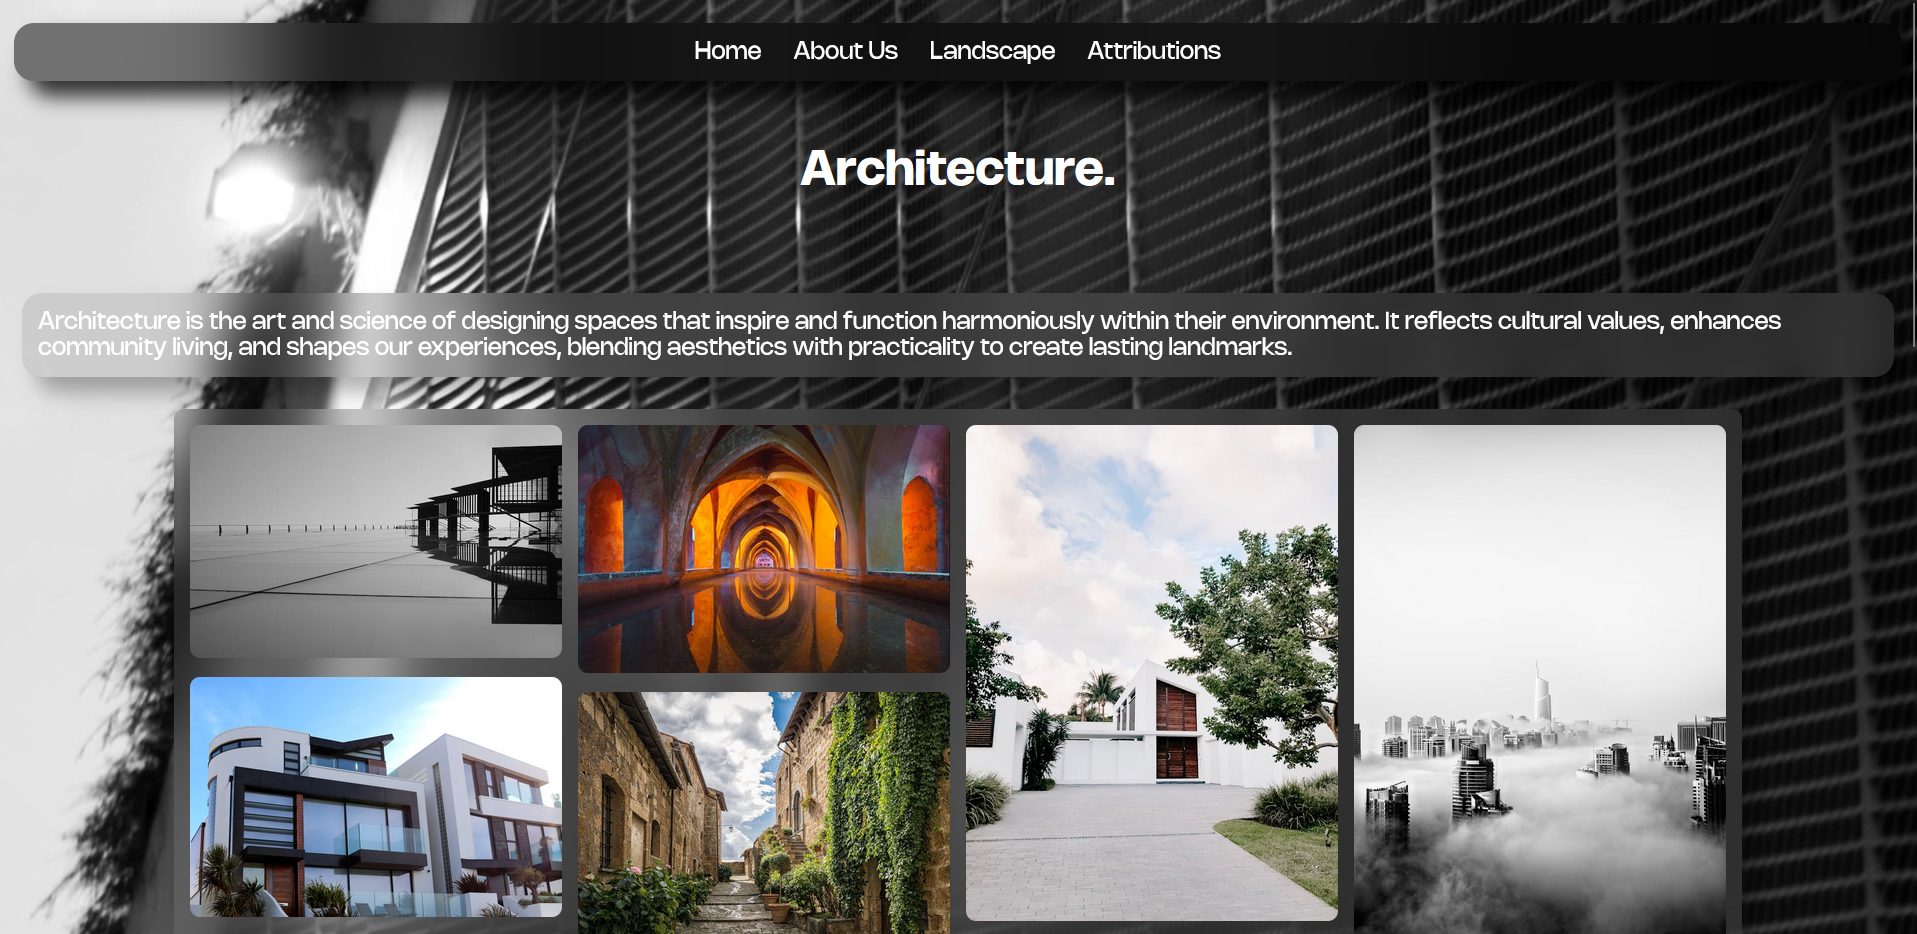 Home About Us Landscape Attributions
Architecture.
Architecture is the art and science of designing spaces that inspire and function harmoniously within their environment. It reflects cultural values, enhances
community living, and shapes our experiences, blending aesthetics with practicality to create lasting landmarks.